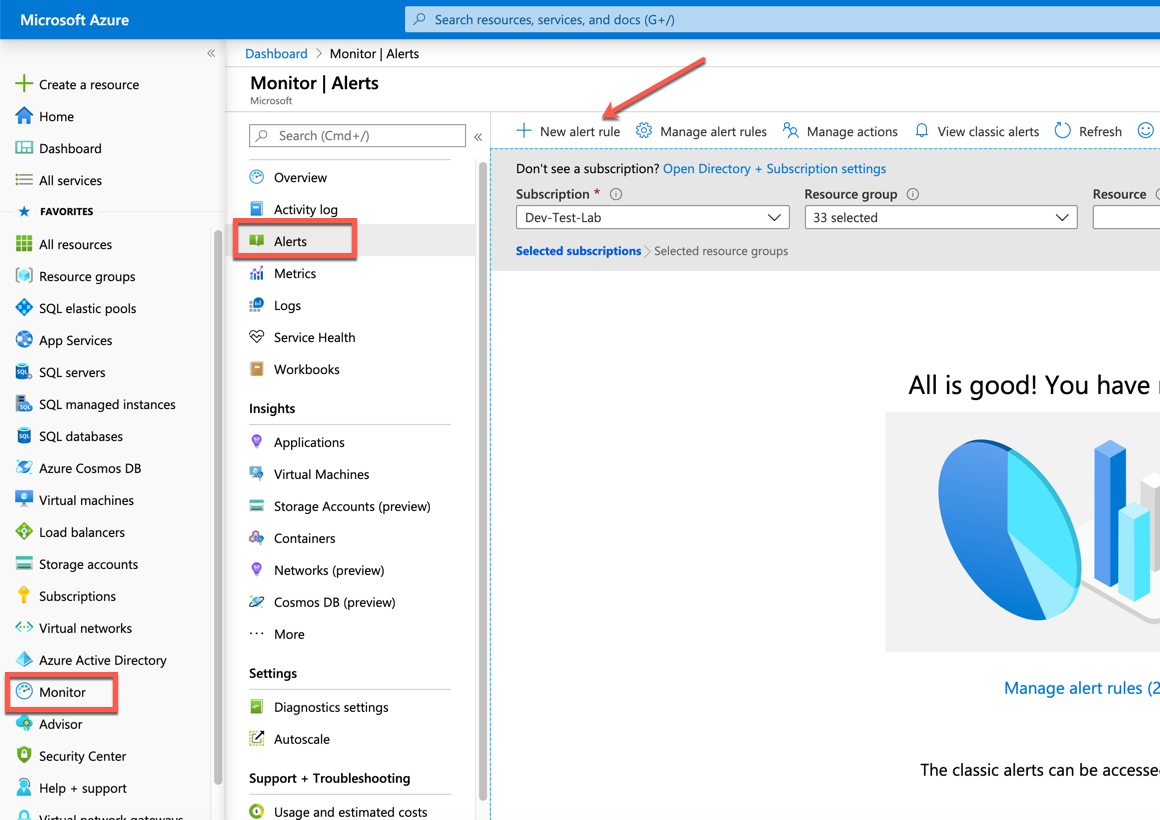 Microsoft Azure
Search resources, services, and docs (G+/)
Create a resource
Home
Dashboard
All services
FAVORITES
All resources
Resource groups
SQL elastic pools
App Services
SQL servers
SQL managed instances
SQL databases
Azure Cosmos DB
Virtual machines
Load balancers
Storage accounts
Subscriptions
Virtual networks
Azure Active Directory
Monitor
Advisor
Security Center
Help + support
Virtual network gateways
Dashboard > Monitor | Alerts
Monitor | Alerts
Microsoft
Search (Cmd+/)
Overview
Activity log
Alerts
Metrics
Logs
Service Health
Workbooks
Insights
Applications
Virtual Machines
Storage Accounts (preview)
Containers
Networks (preview)
Cosmos DB (preview)
More
Settings
Diagnostics settings
Autoscale
Support + Troubleshooting
Usage and estimated costs
New alert rule Manage alert rules Manage actions View classic alerts Refresh
Don't see a subscription? Open Directory + Subscription settings
Subscription * Resource group Resource
Dev-Test-Lab 33 selected
Selected subscriptions > Selected resource groups
All is good! You have
Manage alert rules (2
The classic alerts can be accesse